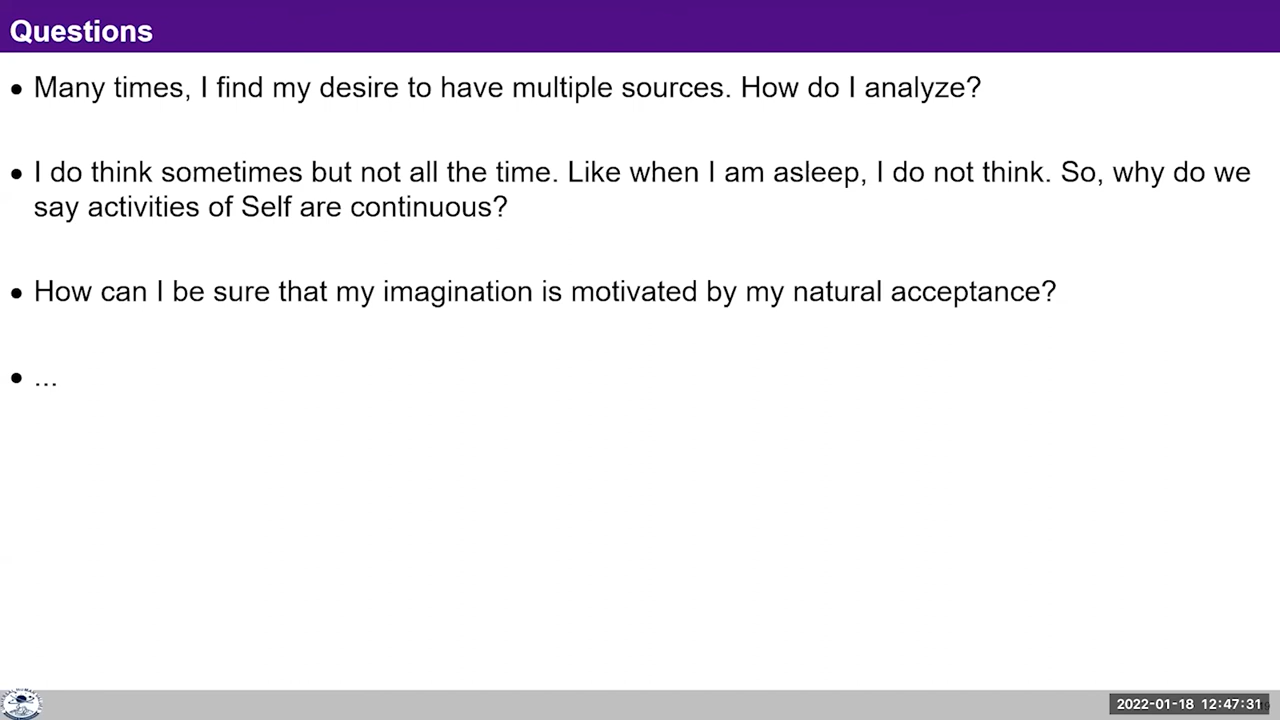 Questions
• Many times, I find my desire to have multiple sources. How do I analyze?
• I do think sometimes but not all the time. Like when I am asleep, I do not think. So, why do we
say activities of Self are continuous?
• How can I be sure that my imagination is motivated by my natural acceptance?
• ...
2022-01-18 12:47:31